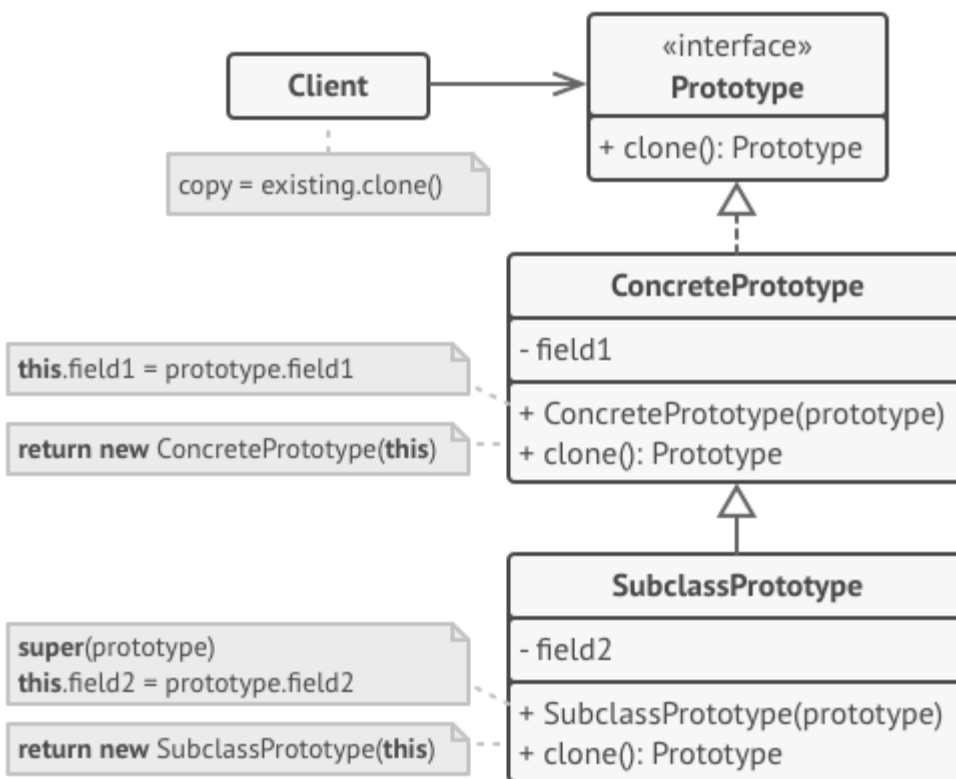 Client
«interface»
Prototype
+ clone(): Prototype
copy = existing.clone()
ConcretePrototype
- field1
+ ConcretePrototype(prototype)
+ clone(): Prototype
this.field1 = prototype.field1
return new ConcretePrototype(this)
SubclassPrototype
- field2
+ SubclassPrototype(prototype)
+ clone(): Prototype
super(prototype)
this.field2 = prototype.field2
return new SubclassPrototype(this)